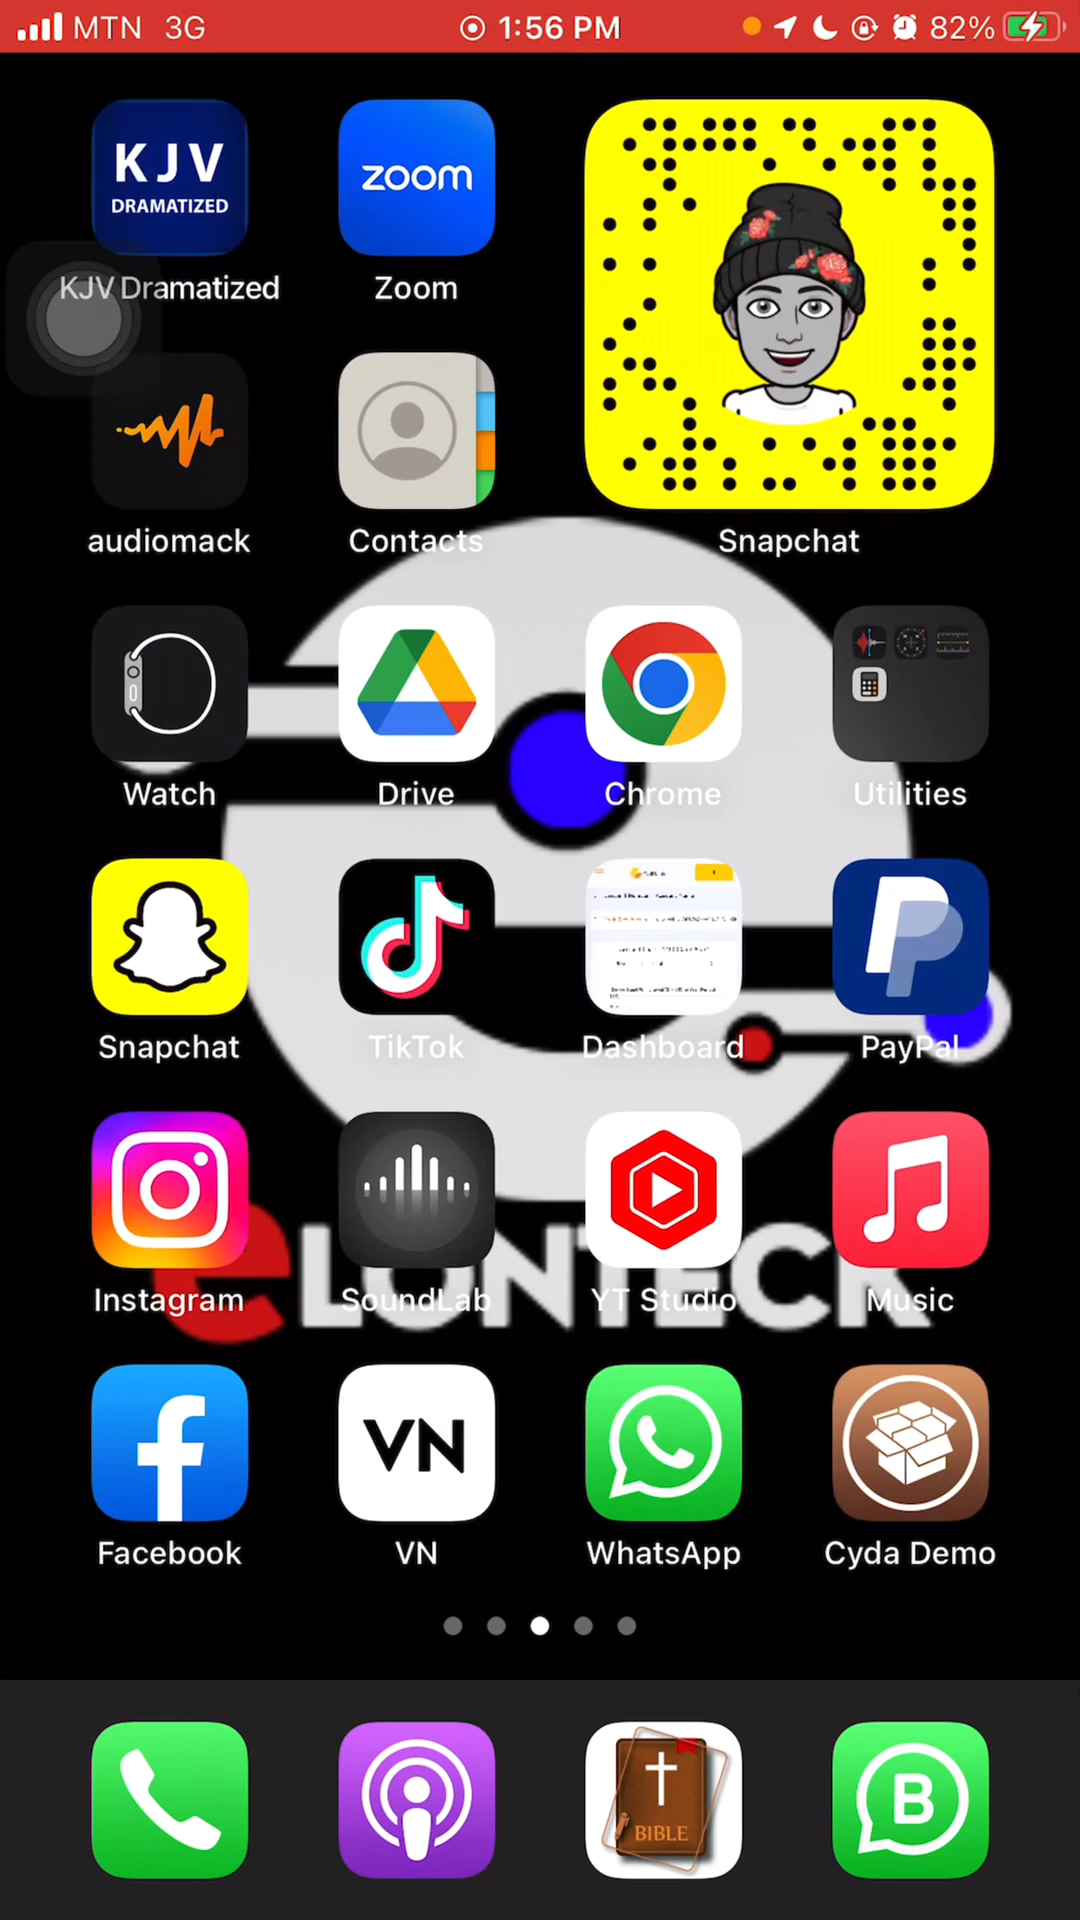 MTN 3G 1:56 PM 82%
KJV
DRAMATIZED
zoom
KJV Dramatized
Zoom
audiomack
Contacts
Snapchat
Watch
Drive
Chrome
Utilities
Snapchat
TikTok
Dashboard
PayPal
Instagram
SoundLab
YT Studio
Music
eLONTECK
VN
Facebook
VN
WhatsApp
Cyda Demo
BIBLE
B